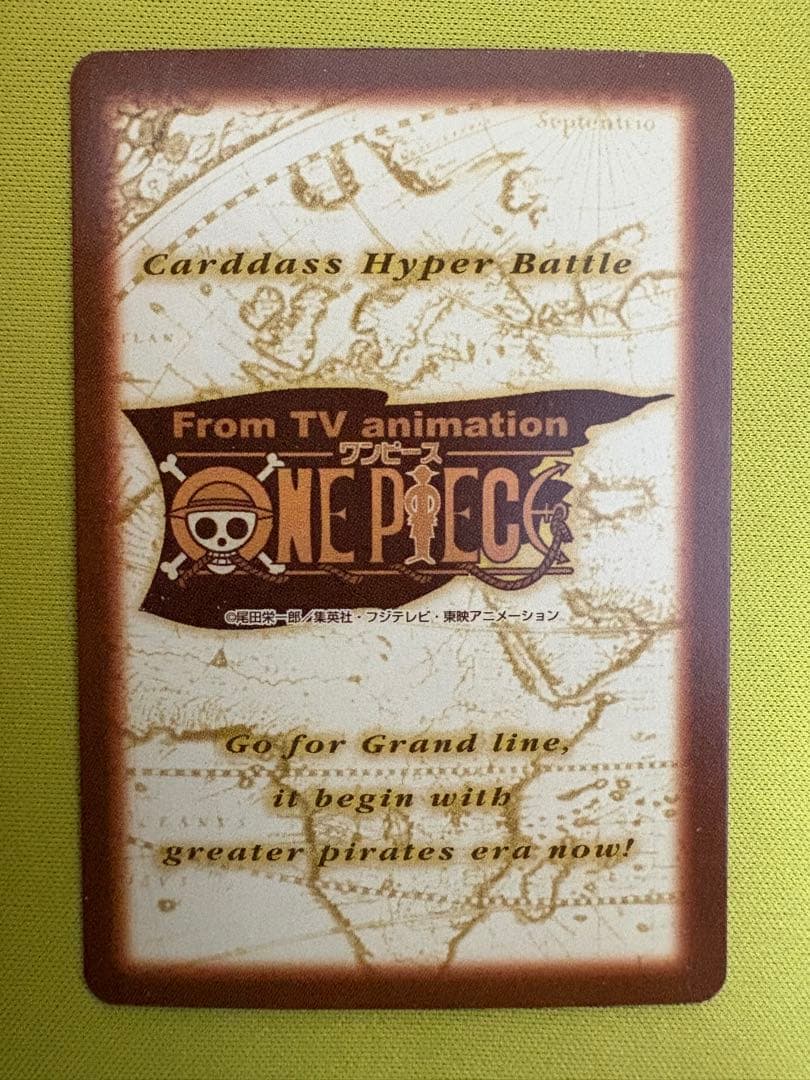 Septentrio
Carddass Hyper Battle
From TV animation
ワンピース
ONE PIECE
©尾田栄一郎／集英社・フジテレビ・東映アニメーション
Go for Grand line,
it begin with
greater pirates era now!